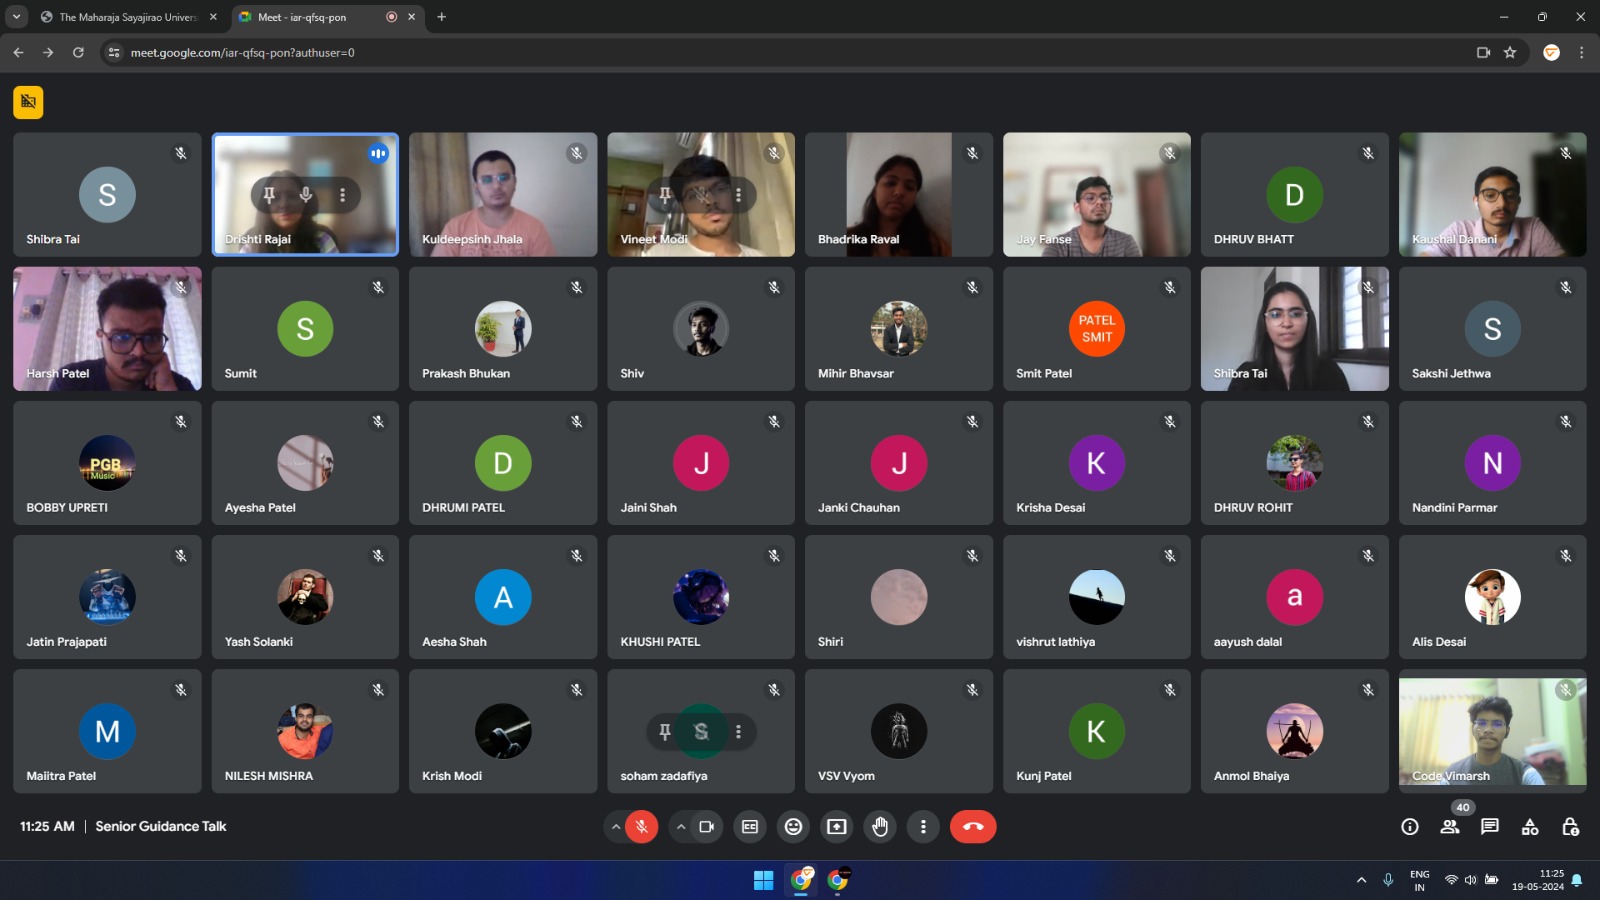 The Maharaja Sayajirao Univers
Meet - iar-qfsq-pon
meet.google.com/iar-qfsq-pon?authuser=0
S
Shibra Tai
Drishti Rajai
Kuldeepsinh Jhala
Vineet Modi
Bhadrika Raval
Jay Fanse
D
DHRUV BHATT
Kaushal Danani
Harsh Patel
S
Sumit
Prakash Bhukan
Shiv
Mihir Bhavsar
PATEL
SMIT
Smit Patel
Shibra Tai
S
Sakshi Jethwa
PGB
Music
BOBBY UPRETI
Ayesha Patel
D
DHRUMI PATEL
J
Jaini Shah
J
Janki Chauhan
K
Krisha Desai
DHRUV ROHIT
N
Nandini Parmar
Jatin Prajapati
Yash Solanki
A
Aesha Shah
KHUSHI PATEL
Shiri
vishrut lathiya
a
aayush dalal
Alis Desai
M
Maiitra Patel
NILESH MISHRA
Krish Modi
S
soham zadafiya
VSV Vyom
K
Kunj Patel
Anmol Bhaiya
Code Vimarsh
11:25 AM | Senior Guidance Talk
CC
40
ENG
IN
11:25
19-05-2024